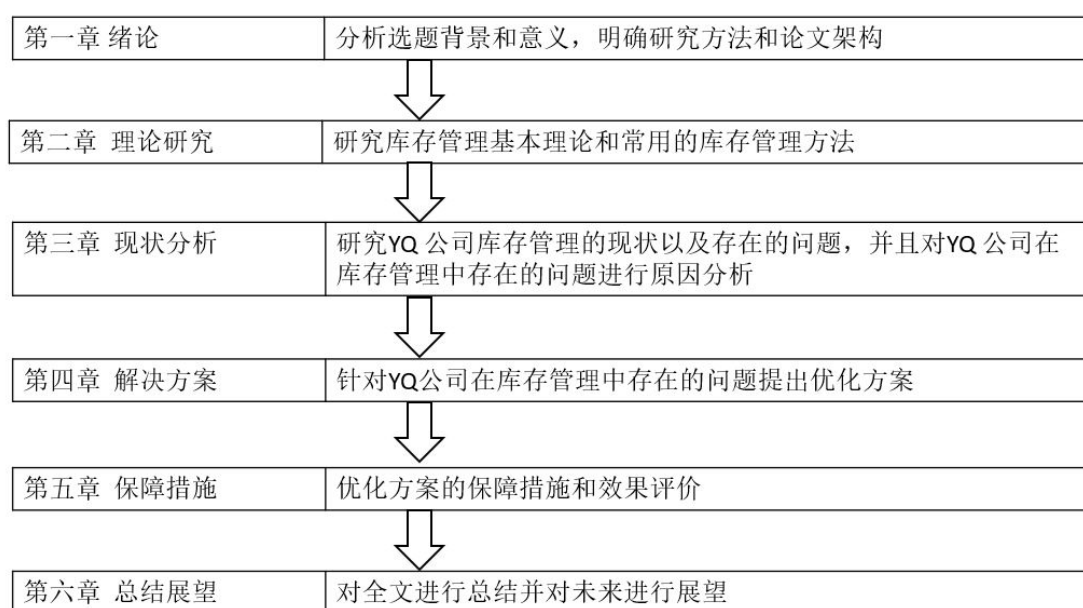 第一章 绪论
分析选题背景和意义，明确研究方法和论文架构
第二章 理论研究
研究库存管理基本理论和常用的库存管理方法
第三章 现状分析
研究YQ 公司库存管理的现状以及存在的问题，并且对YQ 公司在
库存管理中存在的问题进行原因分析
第四章 解决方案
针对YQ公司在库存管理中存在的问题提出优化方案
第五章 保障措施
优化方案的保障措施和效果评价
第六章 总结展望
对全文进行总结并对未来进行展望